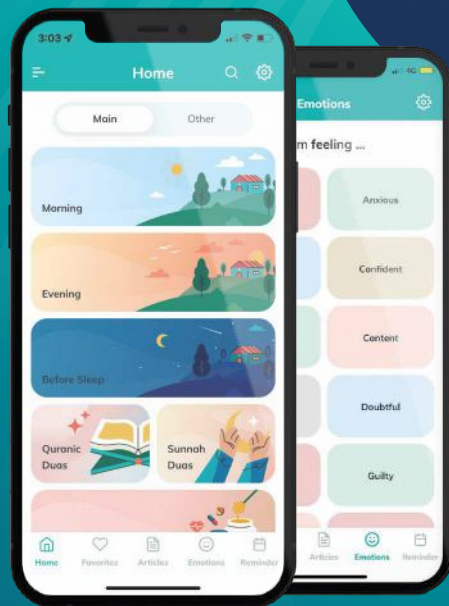 3:03
Home
Main
Other
Morning
Evening
Before Sleep
Quranic
Duas
Sunnah
Duas
Home
Favorites
Articles
Emotions
Reminder
4G
Emotions
m feeling ...
Anxious
Confident
Content
Doubtful
Guilty
Articles
Emotions
Reminder